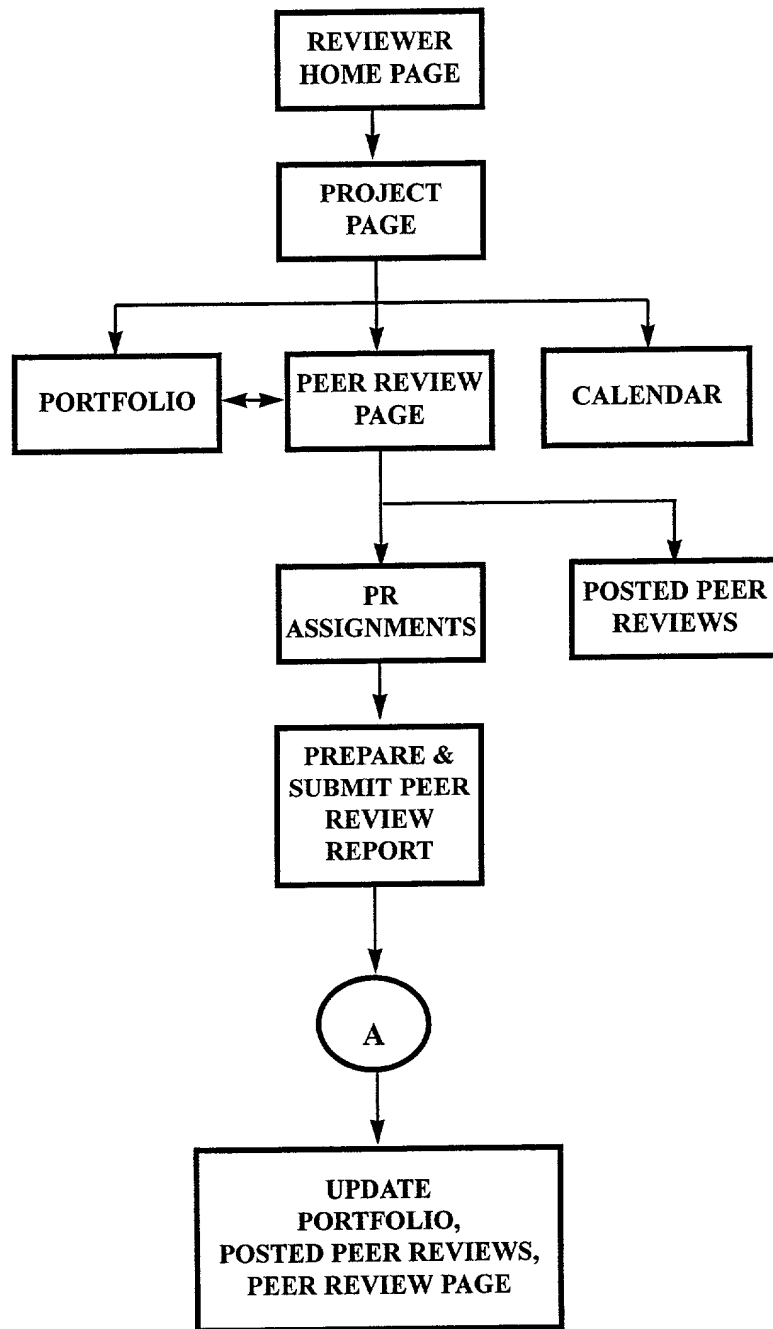 REVIEWER
HOME PAGE
PROJECT
PAGE
PORTFOLIO
PEER REVIEW
PAGE
CALENDAR
PR
ASSIGNMENTS
POSTED PEER
REVIEWS
PREPARE &
SUBMIT PEER
REVIEW
REPORT
A
UPDATE
PORTFOLIO,
POSTED PEER REVIEWS,
PEER REVIEW PAGE